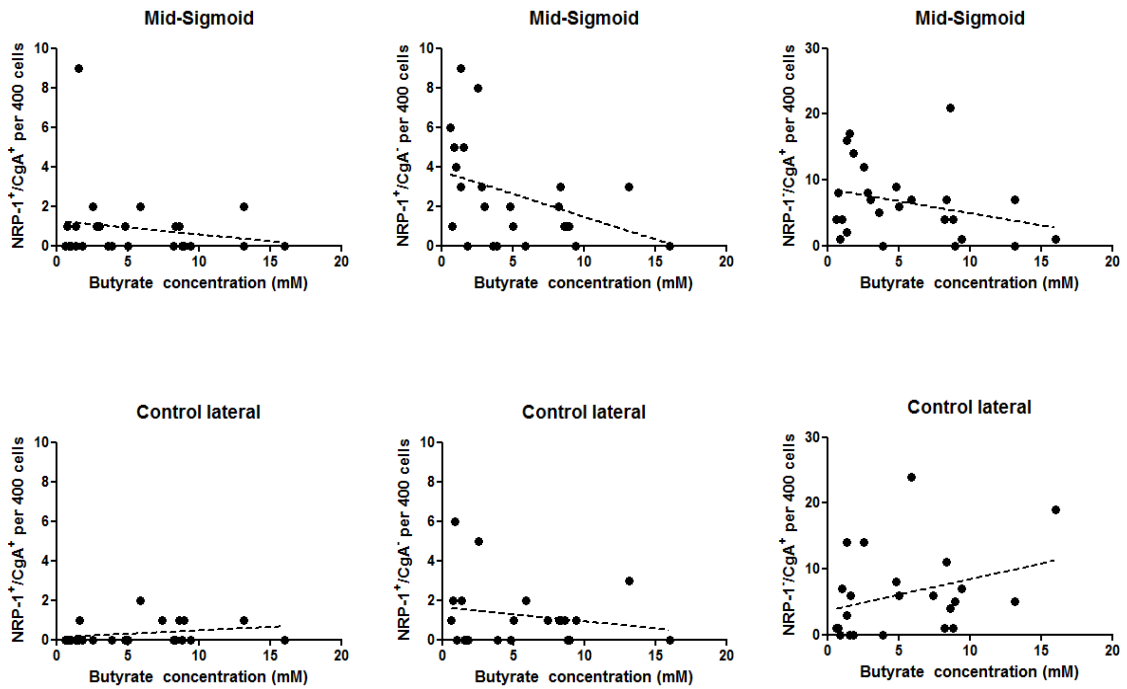 Mid-Sigmoid
NRP-1⁺/CgA⁺ per 400 cells
10
8
6
4
2
0
0 5 10 15 20
Butyrate concentration (mM)
Mid-Sigmoid
NRP-1⁺/CgA⁻ per 400 cells
10
8
6
4
2
0
0 5 10 15 20
Butyrate concentration (mM)
Mid-Sigmoid
NRP-1⁻/CgA⁺ per 400 cells
30
20
10
0
0 5 10 15 20
Butyrate concentration (mM)
Control lateral
NRP-1⁺/CgA⁺ per 400 cells
10
8
6
4
2
0
0 5 10 15 20
Butyrate concentration (mM)
Control lateral
NRP-1⁺/CgA⁻ per 400 cells
10
8
6
4
2
0
0 5 10 15 20
Butyrate concentration (mM)
Control lateral
NRP-1⁻/CgA⁺ per 400 cells
30
20
10
0
0 5 10 15 20
Butyrate concentration (mM)